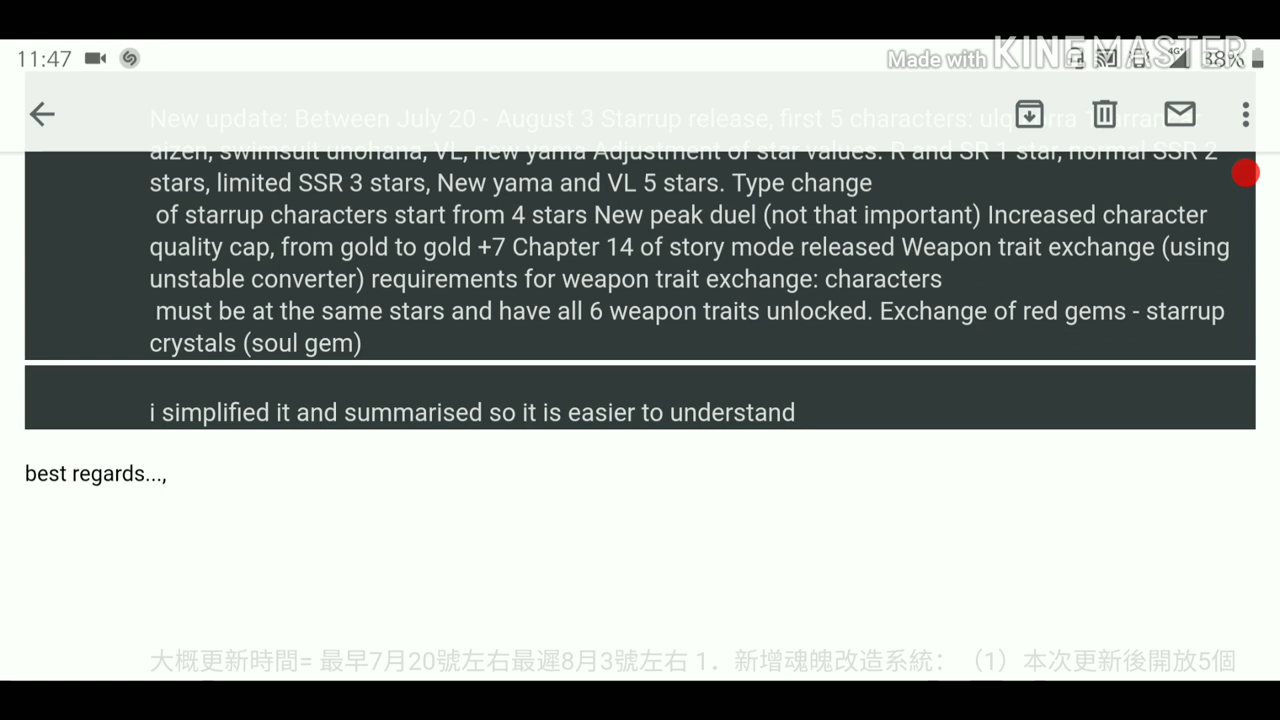 11:47
Made with KINEMASTER
38%
New update: Between July 20 - August 3 Starrup release, first 5 characters:
aizen, swimsuit unohana, VL, new yama Adjustment of star values. R and SR 1 star, normal SSR 2
stars, limited SSR 3 stars, New yama and VL 5 stars. Type change
of starrup characters start from 4 stars New peak duel (not that important) Increased character
quality cap, from gold to gold +7 Chapter 14 of story mode released Weapon trait exchange (using
unstable converter) requirements for weapon trait exchange: characters
must be at the same stars and have all 6 weapon traits unlocked. Exchange of red gems - starrup
crystals (soul gem)
i simplified it and summarised so it is easier to understand
best regards...,
大概更新時間= 最早7月20號左右最遲8月3號左右 1．新增魂魄改造系統：（1）本次更新後開放5個